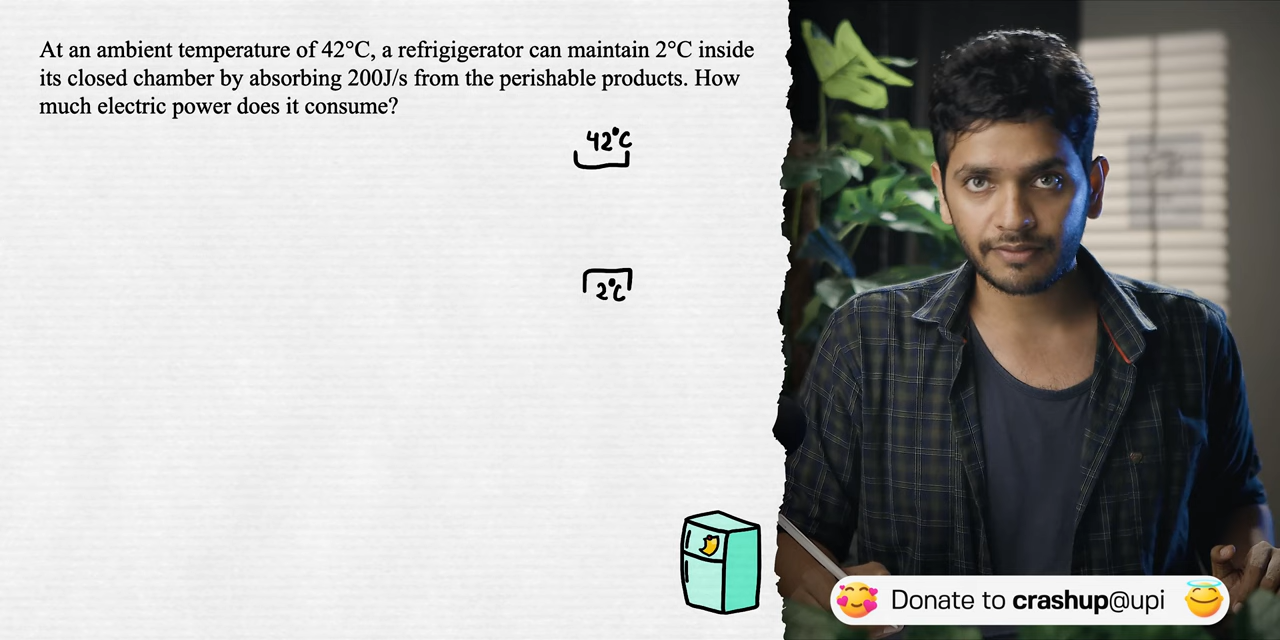 At an ambient temperature of 42°C, a refrigigerator can maintain 2°C inside
its closed chamber by absorbing 200J/s from the perishable products. How
much electric power does it consume?
42°C
2°C
Donate to crashup@upi